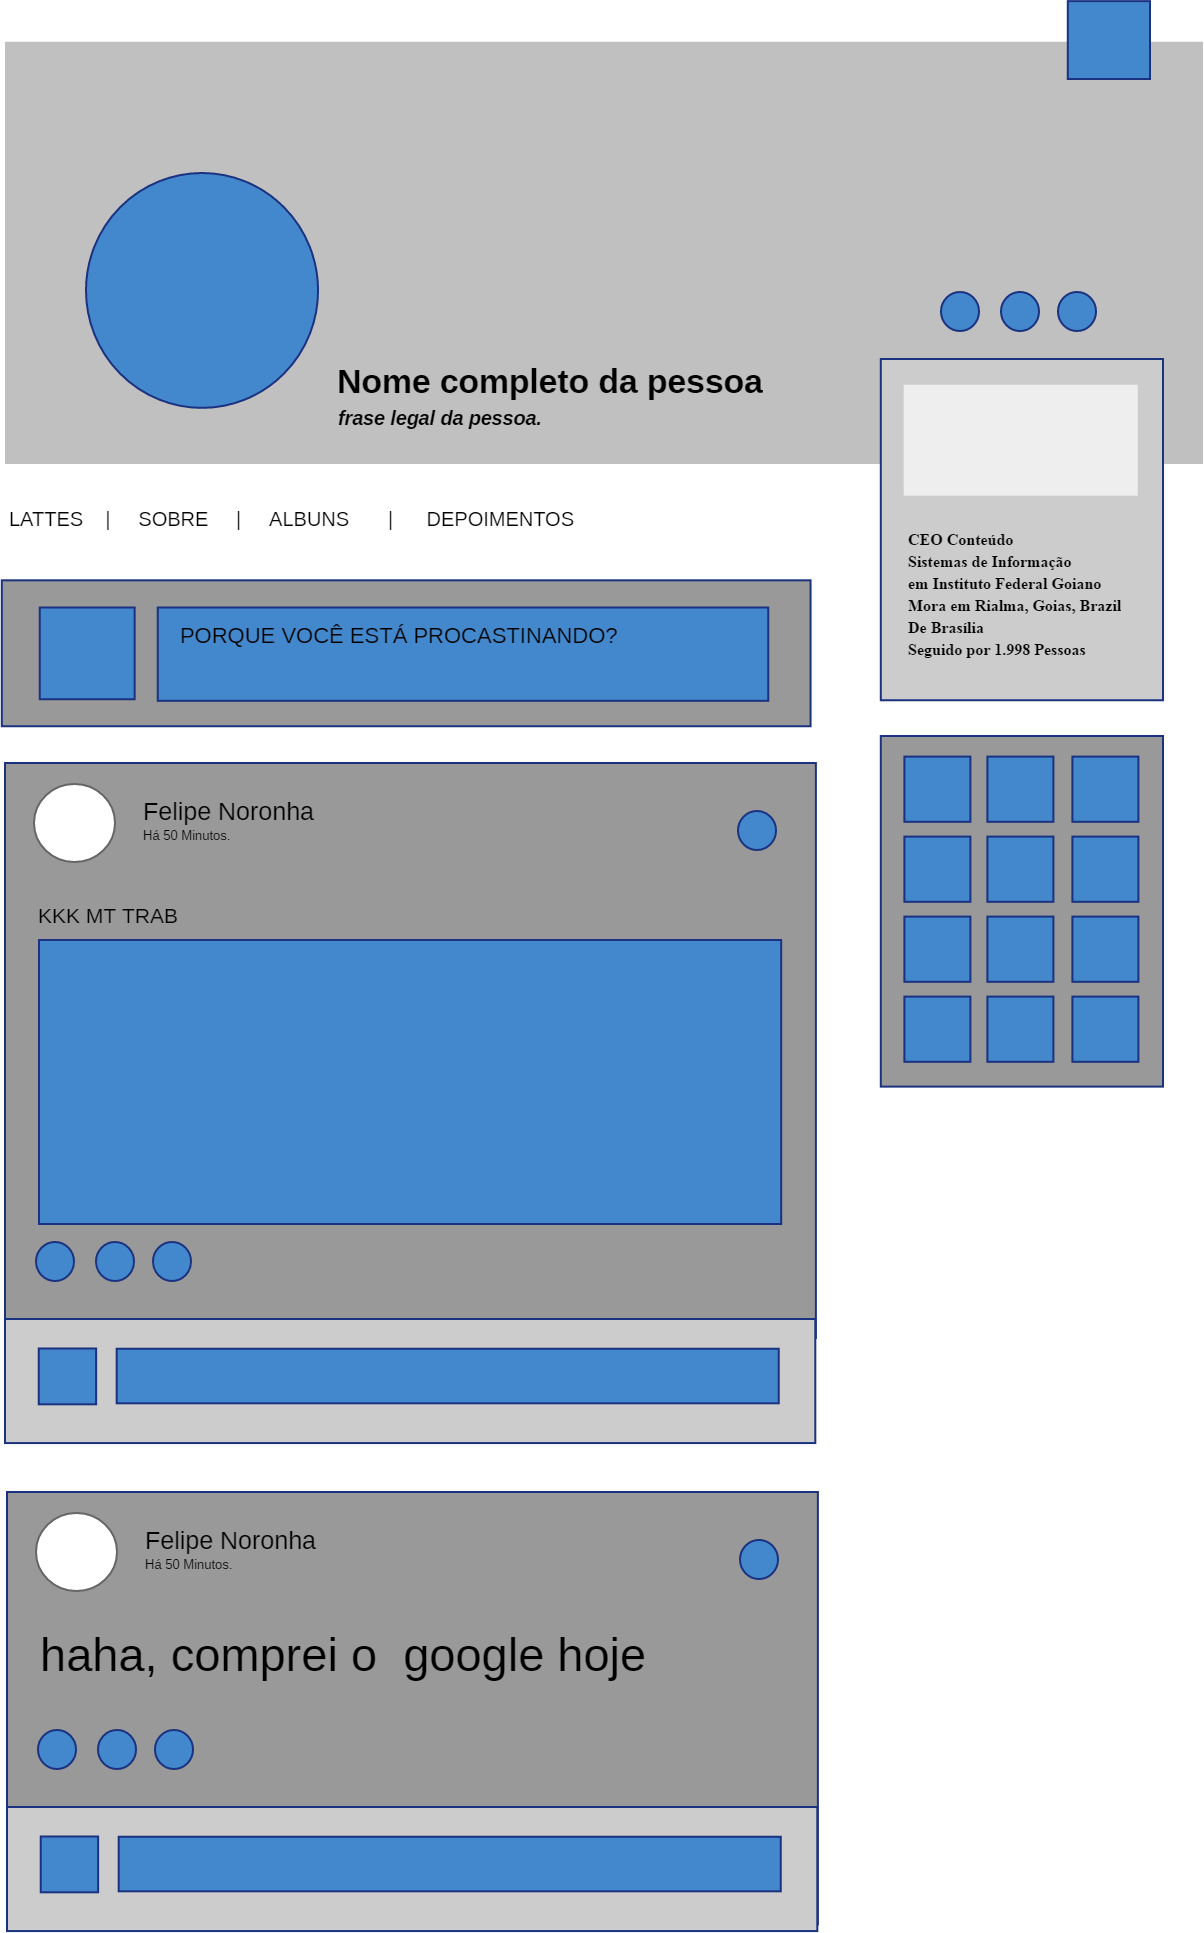 Nome completo da pessoa
frase legal da pessoa.
LATTES | SOBRE | ALBUNS | DEPOIMENTOS
CEO Conteúdo
Sistemas de Informação
em Instituto Federal Goiano
Mora em Rialma, Goias, Brazil
De Brasília
Seguido por 1.998 Pessoas
PORQUE VOCÊ ESTÁ PROCASTINANDO?
Felipe Noronha
Há 50 Minutos.
KKK MT TRAB
Felipe Noronha
Há 50 Minutos.
haha, comprei o  google hoje